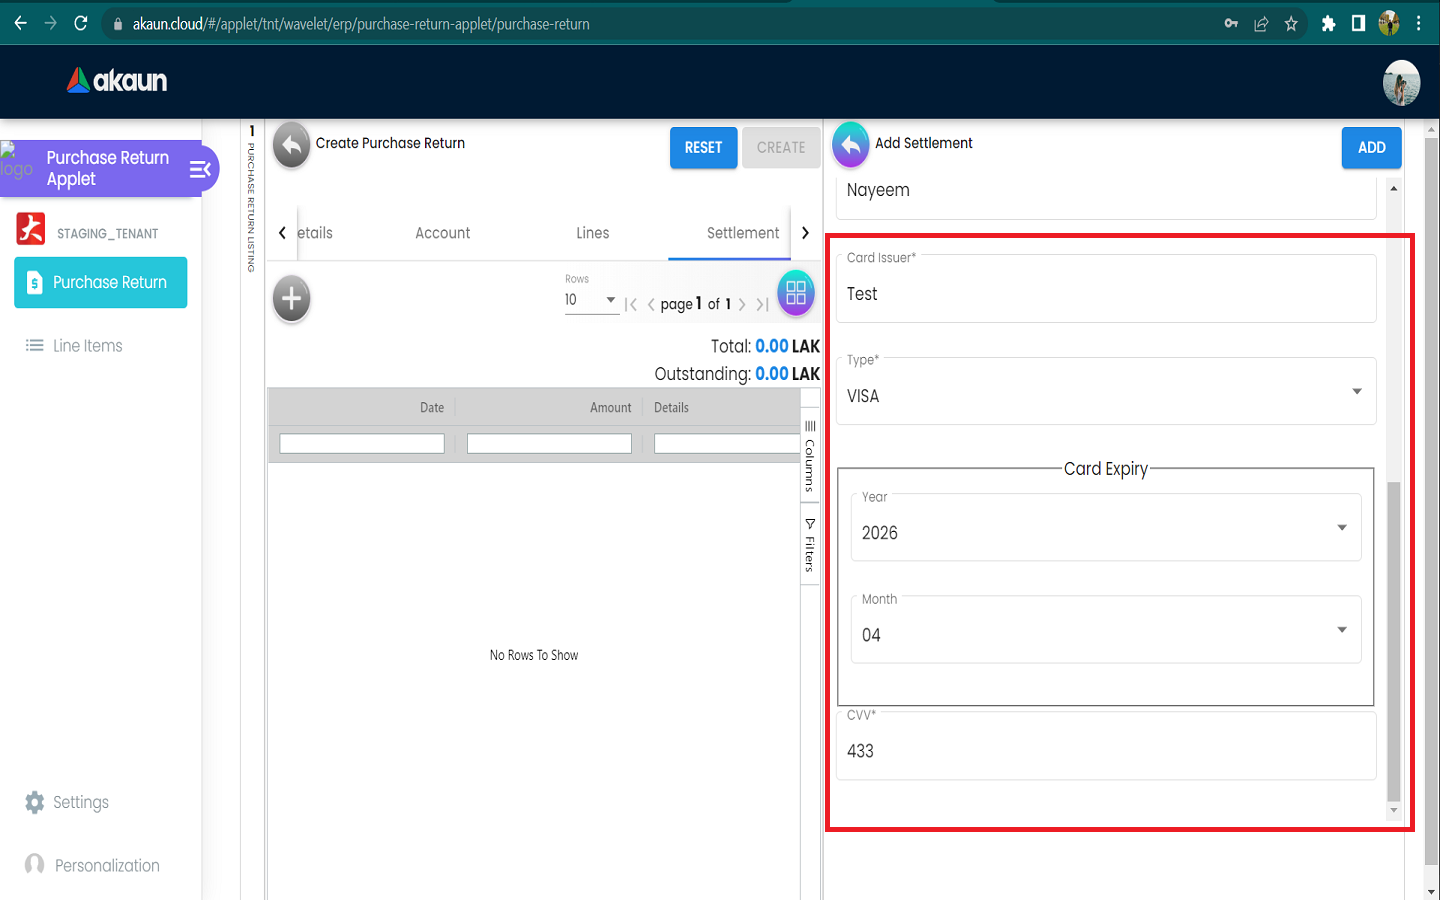 akaun.cloud/#/applet/tnt/wavelet/erp/purchase-return-applet/purchase-return
akaun
logo
Purchase Return
Applet
STAGING_TENANT
Purchase Return
Line Items
Settings
Personalization
1 PURCHASE RETURN LISTING
Create Purchase Return
RESET
CREATE
etails
Account
Lines
Settlement
Rows
10
page 1 of 1
Total: 0.00 LAK
Outstanding: 0.00 LAK
Date
Amount
Details
Columns
Filters
No Rows To Show
Add Settlement
ADD
Nayeem
Card Issuer*
Test
Type*
VISA
Card Expiry
Year
2026
Month
04
CVV*
433